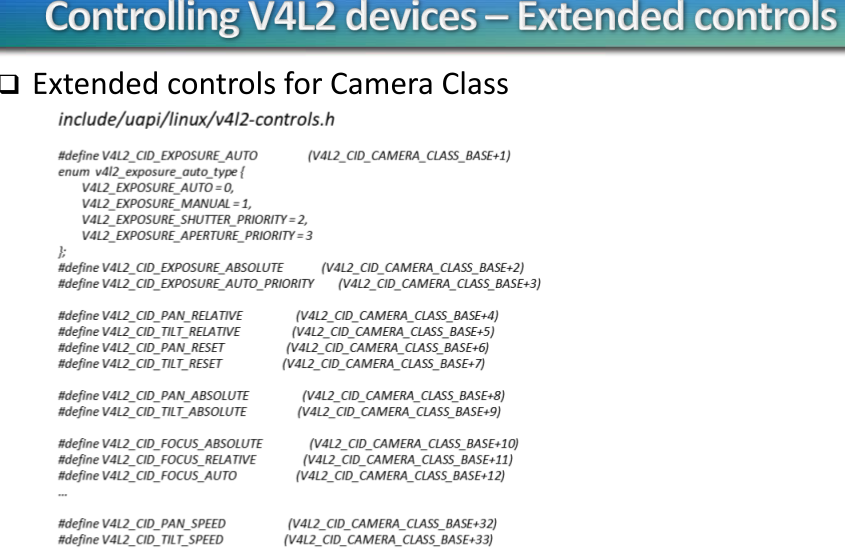 Controlling V4L2 devices – Extended controls
Extended controls for Camera Class
include/uapi/linux/v4l2-controls.h
#define V4L2_CID_EXPOSURE_AUTO (V4L2_CID_CAMERA_CLASS_BASE+1)
enum v4l2_exposure_auto_type {
V4L2_EXPOSURE_AUTO = 0,
V4L2_EXPOSURE_MANUAL = 1,
V4L2_EXPOSURE_SHUTTER_PRIORITY = 2,
V4L2_EXPOSURE_APERTURE_PRIORITY = 3
};
#define V4L2_CID_EXPOSURE_ABSOLUTE (V4L2_CID_CAMERA_CLASS_BASE+2)
#define V4L2_CID_EXPOSURE_AUTO_PRIORITY (V4L2_CID_CAMERA_CLASS_BASE+3)
#define V4L2_CID_PAN_RELATIVE (V4L2_CID_CAMERA_CLASS_BASE+4)
#define V4L2_CID_TILT_RELATIVE (V4L2_CID_CAMERA_CLASS_BASE+5)
#define V4L2_CID_PAN_RESET (V4L2_CID_CAMERA_CLASS_BASE+6)
#define V4L2_CID_TILT_RESET (V4L2_CID_CAMERA_CLASS_BASE+7)
#define V4L2_CID_PAN_ABSOLUTE (V4L2_CID_CAMERA_CLASS_BASE+8)
#define V4L2_CID_TILT_ABSOLUTE (V4L2_CID_CAMERA_CLASS_BASE+9)
#define V4L2_CID_FOCUS_ABSOLUTE (V4L2_CID_CAMERA_CLASS_BASE+10)
#define V4L2_CID_FOCUS_RELATIVE (V4L2_CID_CAMERA_CLASS_BASE+11)
#define V4L2_CID_FOCUS_AUTO (V4L2_CID_CAMERA_CLASS_BASE+12)
...
#define V4L2_CID_PAN_SPEED (V4L2_CID_CAMERA_CLASS_BASE+32)
#define V4L2_CID_TILT_SPEED (V4L2_CID_CAMERA_CLASS_BASE+33)